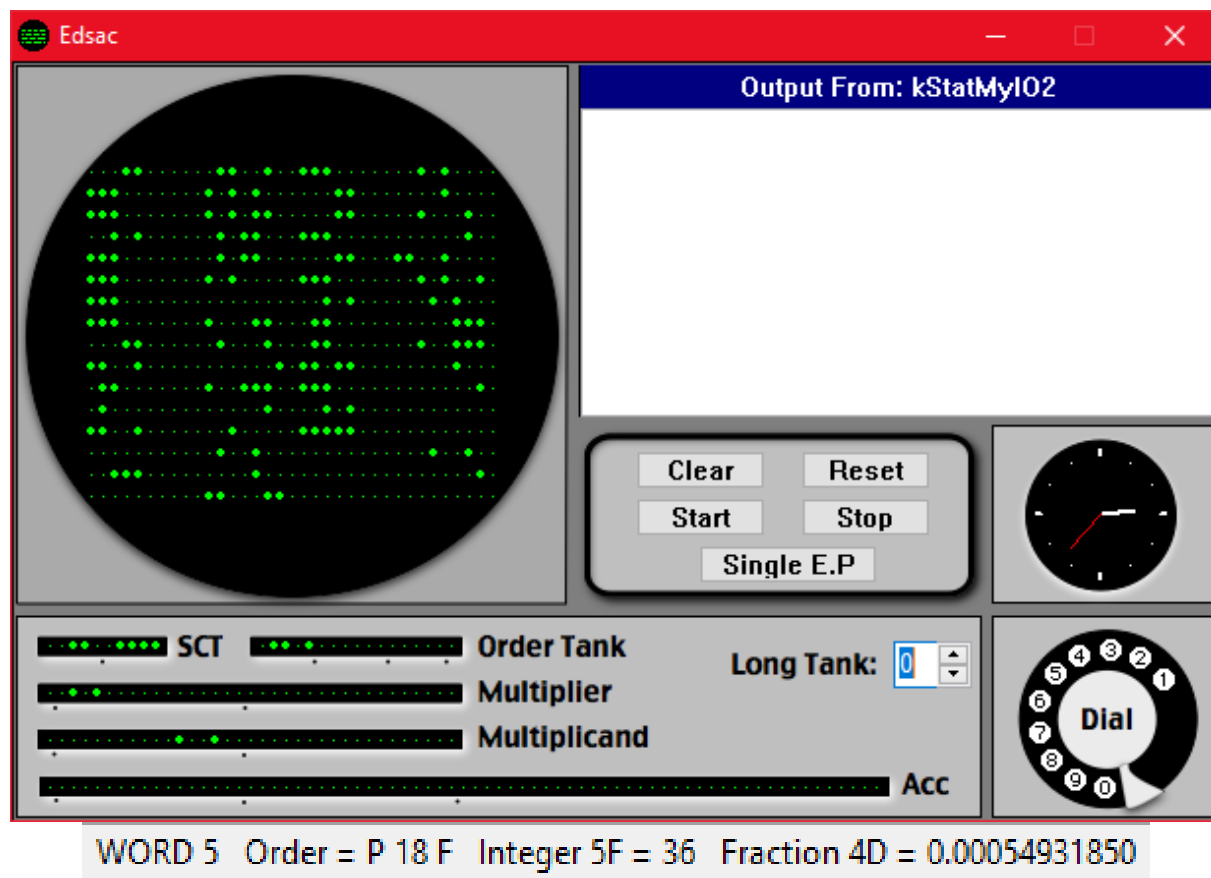 Edsac
Output From: kStatMyIO2
Clear Reset
Start Stop
Single E.P
SCT Order Tank
Long Tank: 0
Multiplier
Multiplicand
Acc
1
2
3
4
5
6
7
8
9
0
Dial
WORD 5 Order = P 18 F Integer 5F = 36 Fraction 4D = 0.00054931850